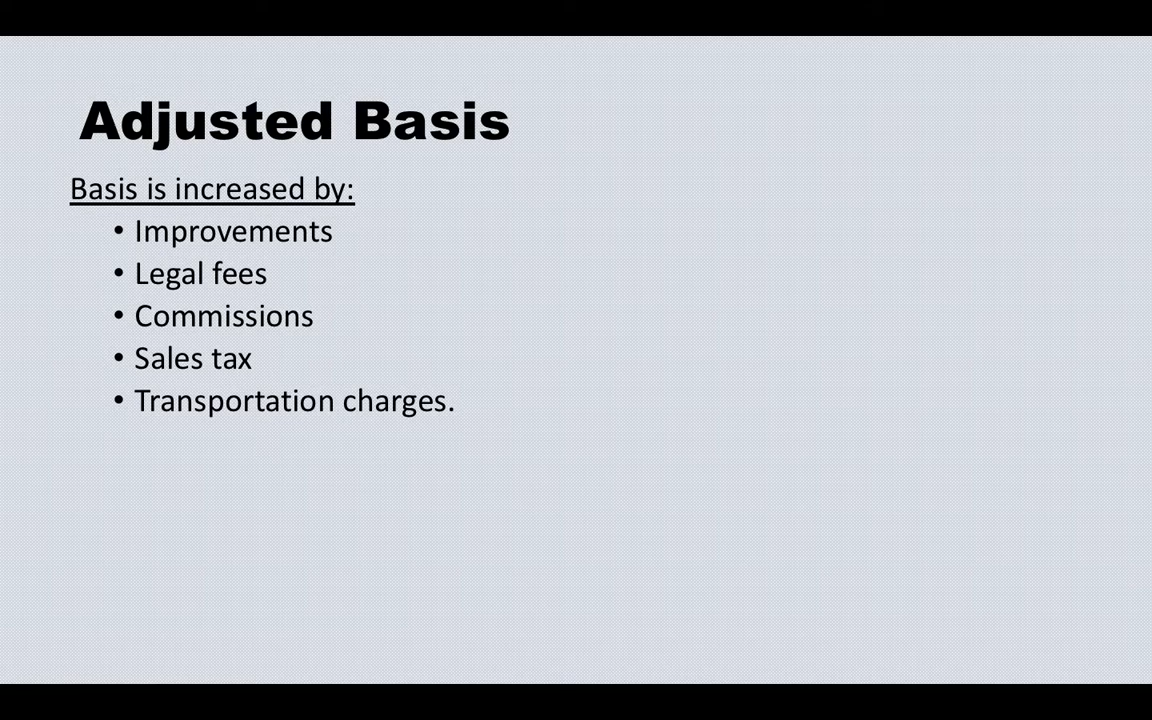 Adjusted Basis
Basis is increased by:
• Improvements
• Legal fees
• Commissions
• Sales tax
• Transportation charges.